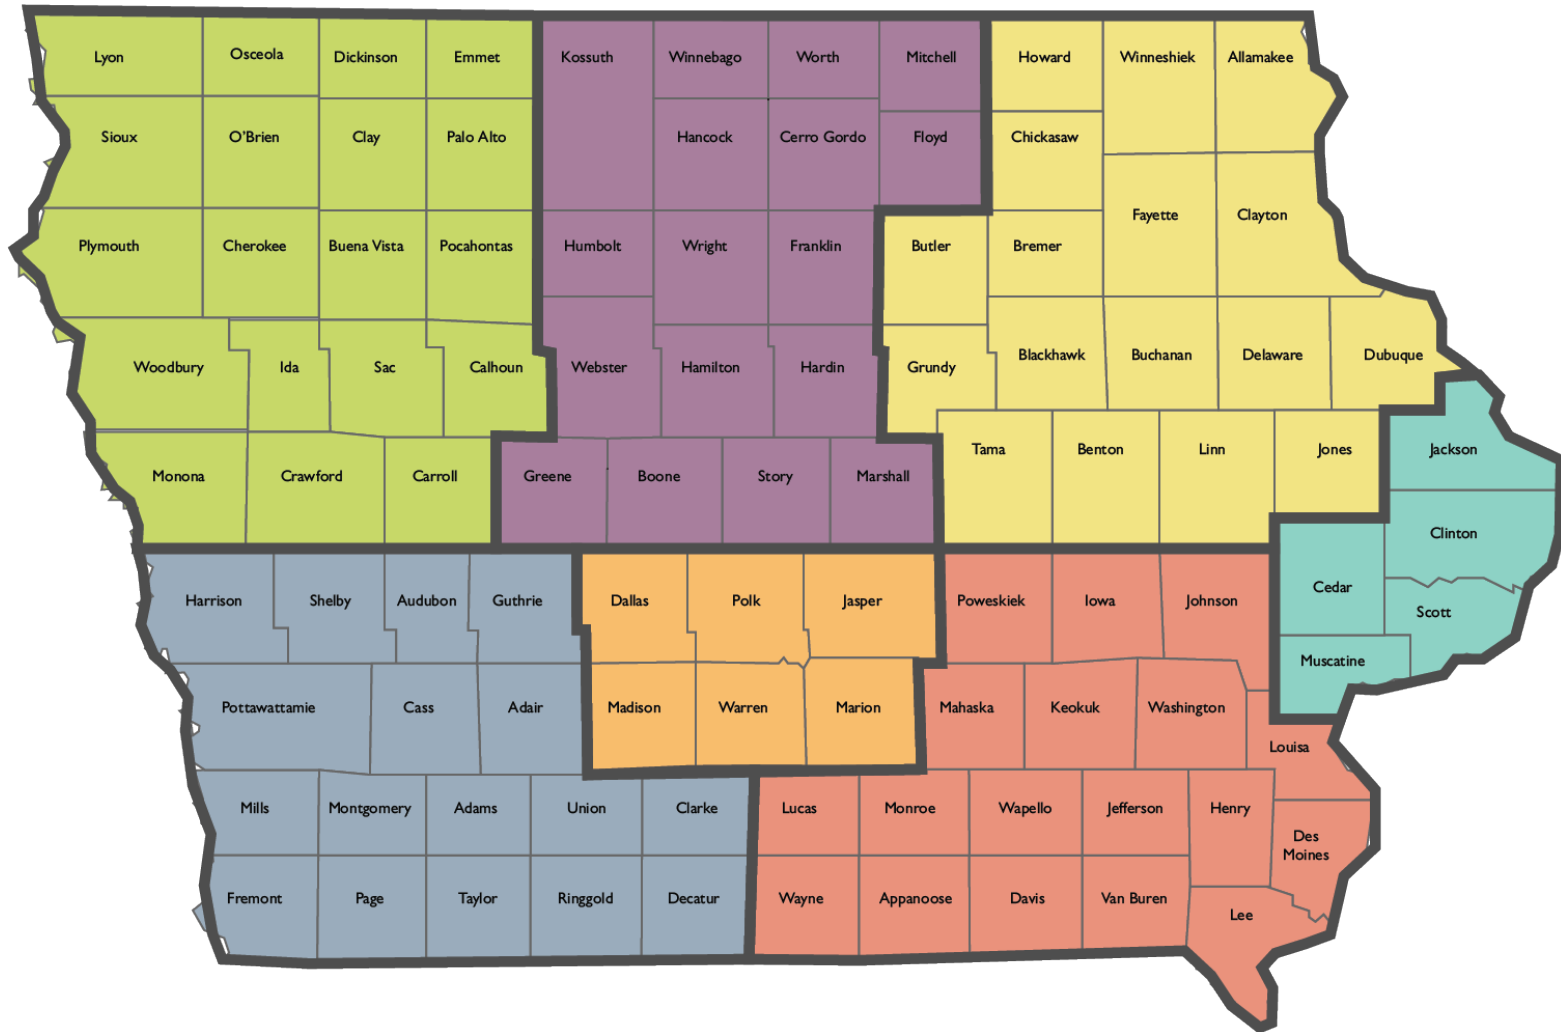 Lyon
Osceola
Dickinson
Emmet
Kossuth
Winnebago
Worth
Mitchell
Howard
Winneshiek
Allamakee
Sioux
O'Brien
Clay
Palo Alto
Hancock
Cerro Gordo
Floyd
Chickasaw
Fayette
Clayton
Plymouth
Cherokee
Buena Vista
Pocahontas
Humbolt
Wright
Franklin
Butler
Bremer
Woodbury
Ida
Sac
Calhoun
Webster
Hamilton
Hardin
Grundy
Blackhawk
Buchanan
Delaware
Dubuque
Monona
Crawford
Carroll
Greene
Boone
Story
Marshall
Tama
Benton
Linn
Jones
Jackson
Clinton
Harrison
Shelby
Audubon
Guthrie
Dallas
Polk
Jasper
Poweskiek
Iowa
Johnson
Cedar
Scott
Muscatine
Pottawattamie
Cass
Adair
Madison
Warren
Marion
Mahaska
Keokuk
Washington
Louisa
Mills
Montgomery
Adams
Union
Clarke
Lucas
Monroe
Wapello
Jefferson
Henry
Des
Moines
Fremont
Page
Taylor
Ringgold
Decatur
Wayne
Appanoose
Davis
Van Buren
Lee